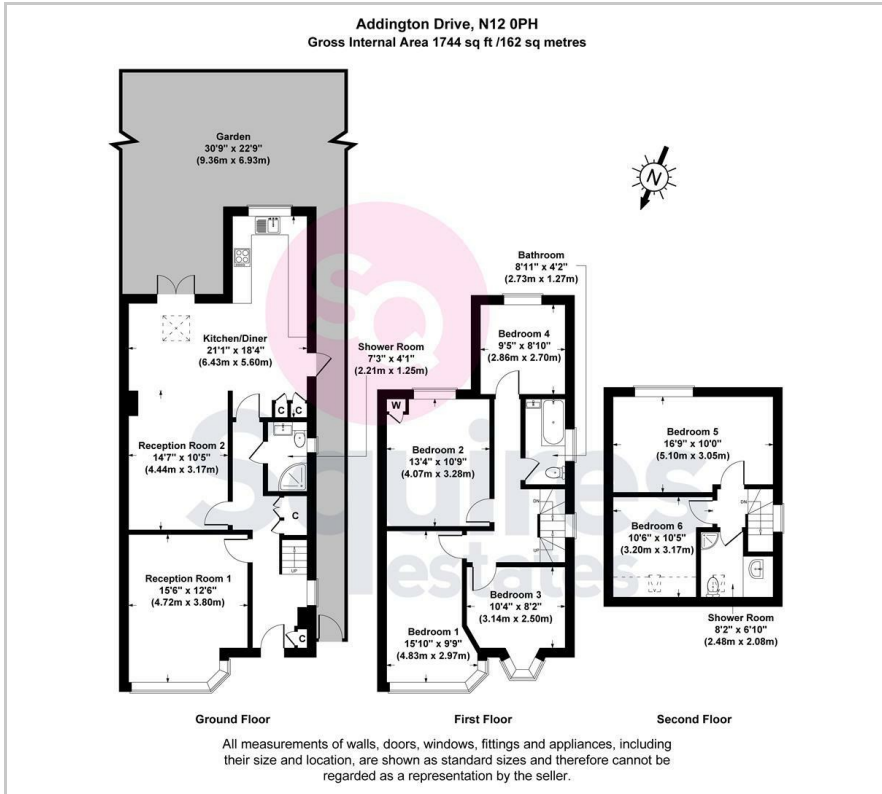 Addington Drive, N12 0PH
Gross Internal Area 1744 sq ft /162 sq metres
Garden
30'9" x 22'9"
(9.36m x 6.93m)
N
SQ
Squires
estates
Kitchen/Diner
21'1" x 18'4"
(6.43m x 5.60m)
Shower Room
7'3" x 4'1"
(2.21m x 1.25m)
C
C
Reception Room 2
14'7" x 10'5"
(4.44m x 3.17m)
C
Reception Room 1
15'6" x 12'6"
(4.72m x 3.80m)
UP
C
Ground Floor
Bathroom
8'11" x 4'2"
(2.73m x 1.27m)
Bedroom 4
9'5" x 8'10"
(2.86m x 2.70m)
W
Bedroom 2
13'4" x 10'9"
(4.07m x 3.28m)
DN
UP
Bedroom 3
10'4" x 8'2"
(3.14m x 2.50m)
Bedroom 1
15'10" x 9'9"
(4.83m x 2.97m)
First Floor
Bedroom 5
16'9" x 10'0"
(5.10m x 3.05m)
DN
Bedroom 6
10'6" x 10'5"
(3.20m x 3.17m)
Shower Room
8'2" x 6'10"
(2.48m x 2.08m)
Second Floor
All measurements of walls, doors, windows, fittings and appliances, including
their size and location, are shown as standard sizes and therefore cannot be
regarded as a representation by the seller.